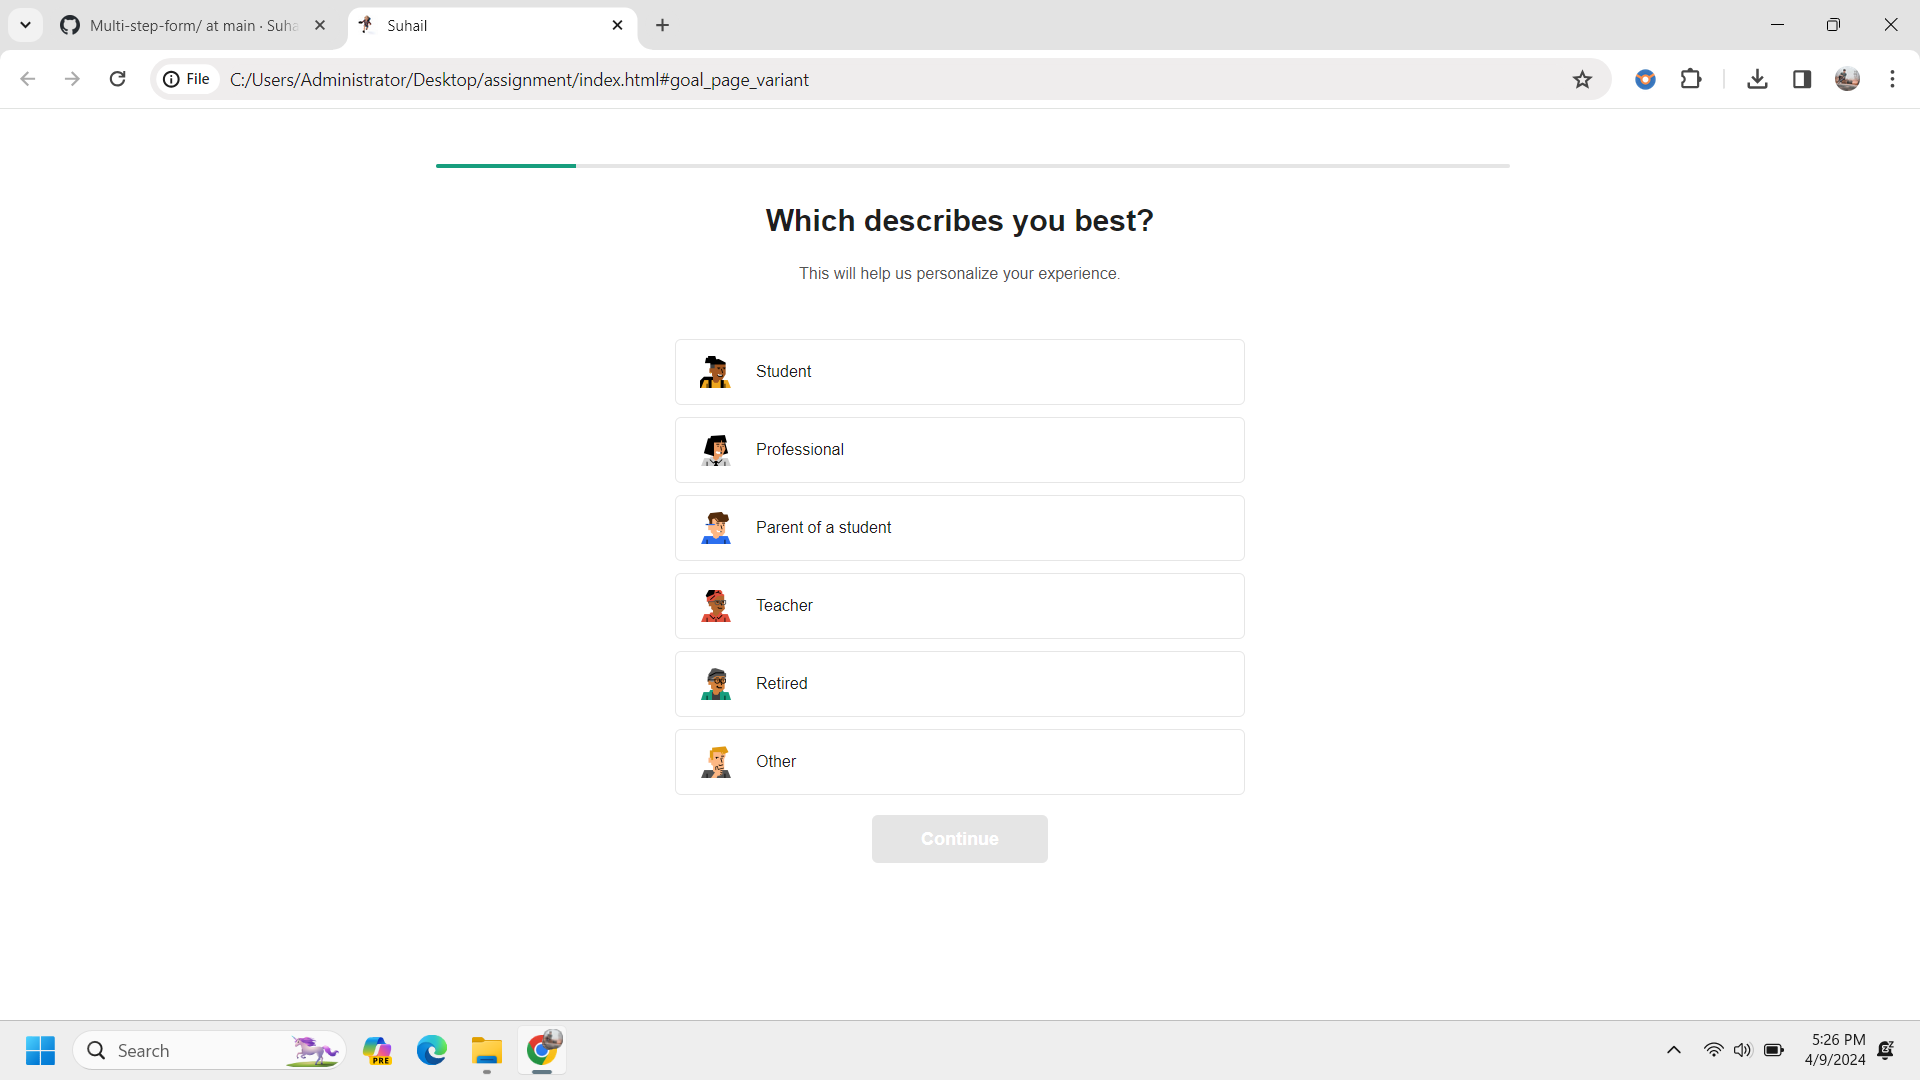 Multi-step-form/ at main · Suha
Suhail
File
C:/Users/Administrator/Desktop/assignment/index.html#goal_page_variant
Which describes you best?
This will help us personalize your experience.
Student
Professional
Parent of a student
Teacher
Retired
Other
Continue
Search
PRE
5:26 PM
4/9/2024